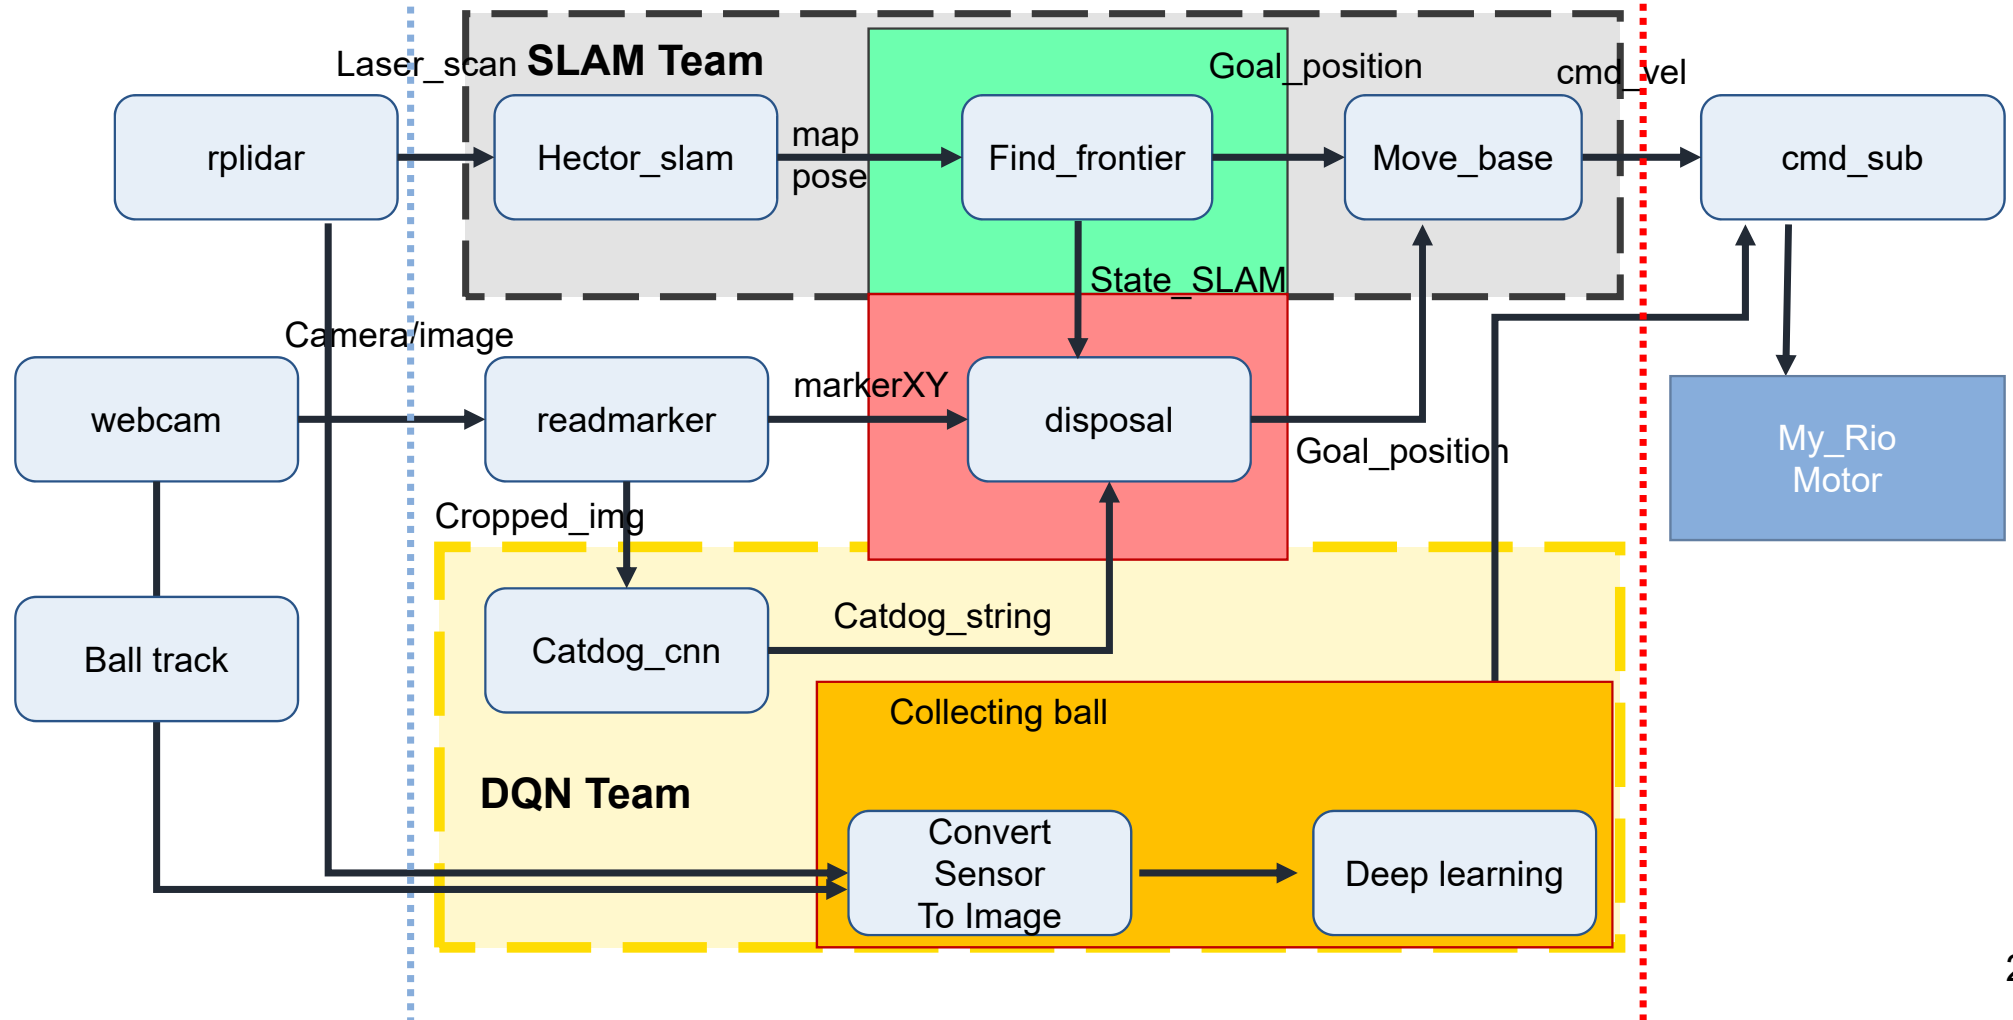 Laser_scan
SLAM Team
Goal_position
cmd_vel
rplidar
Hector_slam
map
pose
Find_frontier
Move_base
cmd_sub
State_SLAM
Camera/image
webcam
readmarker
markerXY
disposal
Goal_position
My_Rio
Motor
Cropped_img
Ball track
Catdog_cnn
Catdog_string
Collecting ball
DQN Team
Convert
Sensor
To Image
Deep learning
2